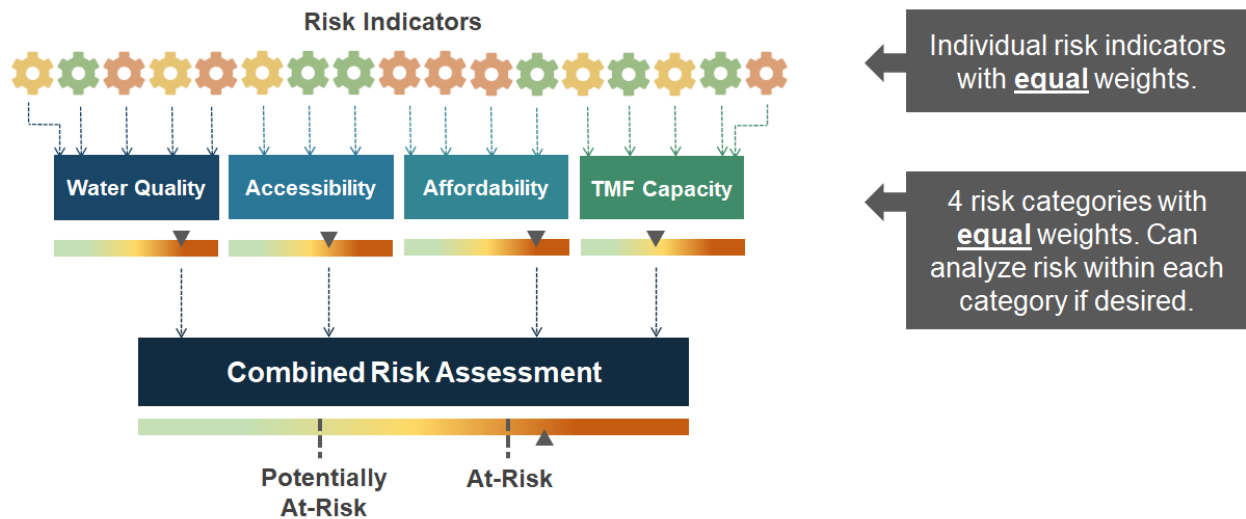 Risk Indicators
Individual risk indicators
with equal weights.
Water Quality
Accessibility
Affordability
TMF Capacity
4 risk categories with
equal weights. Can
analyze risk within each
category if desired.
Combined Risk Assessment
Potentially
At-Risk
At-Risk